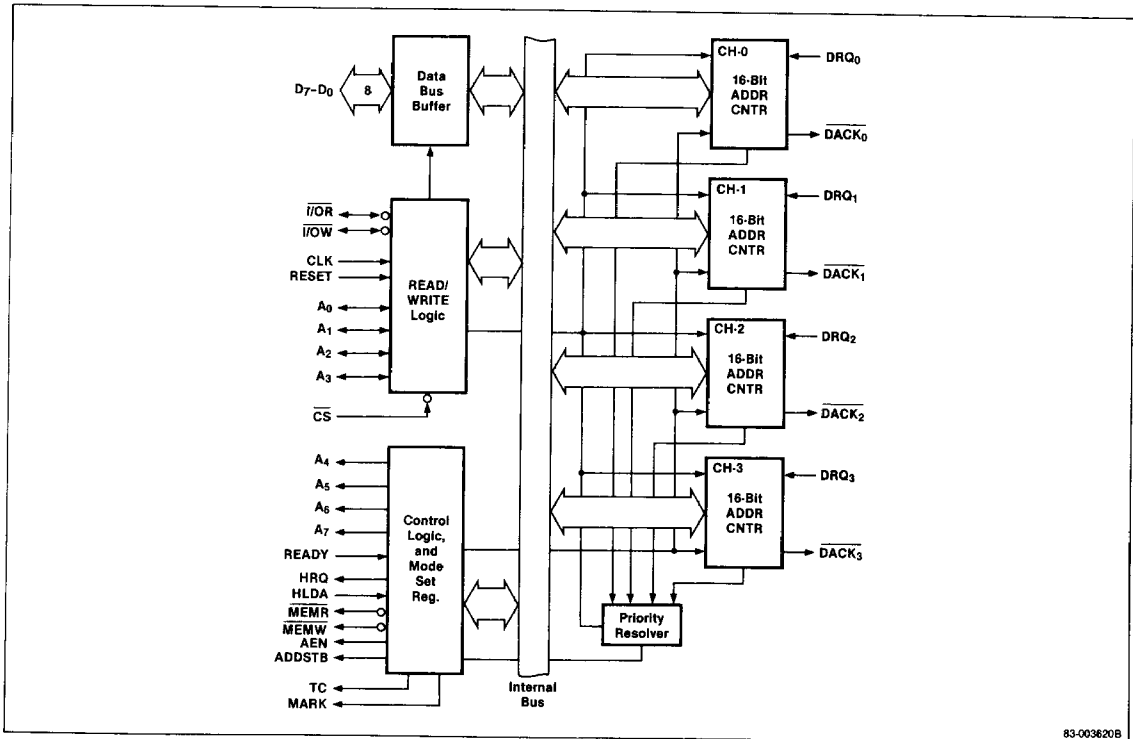 D7-D0
8
Data
Bus
Buffer
I/OR
I/OW
CLK
RESET
A0
A1
A2
A3
CS
READ/
WRITE
Logic
A4
A5
A6
A7
READY
HRQ
HLDA
MEMR
MEMW
AEN
ADDSTB
TC
MARK
Control
Logic,
and Mode
Set
Reg.
Internal
Bus
CH-0
16-Bit
ADDR
CNTR
DRQ0
DACK0
CH-1
16-Bit
ADDR
CNTR
DRQ1
DACK1
CH-2
16-Bit
ADDR
CNTR
DRQ2
DACK2
CH-3
16-Bit
ADDR
CNTR
DRQ3
DACK3
Priority
Resolver
83-003620B